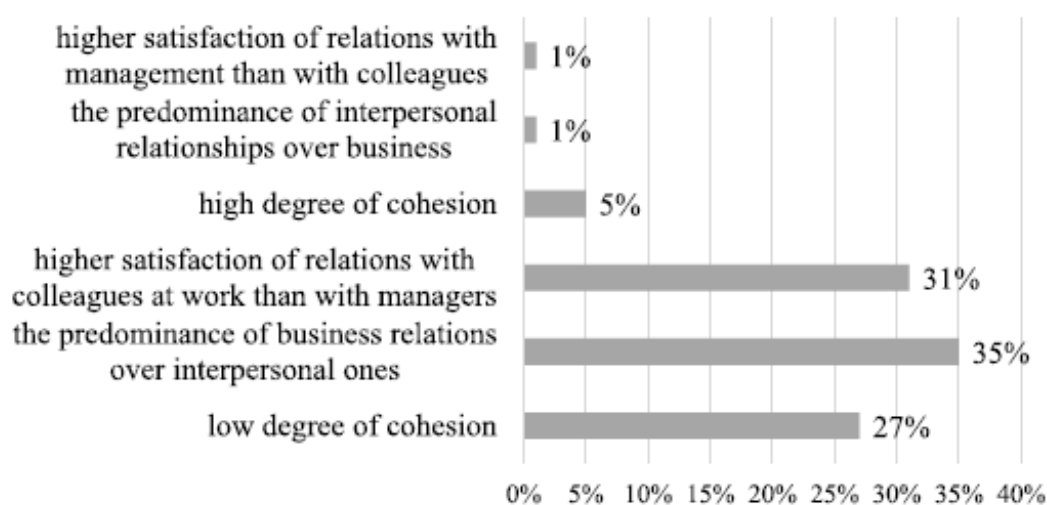 higher satisfaction of relations with
management than with colleagues
1%
the predominance of interpersonal
relationships over business
1%
high degree of cohesion
5%
higher satisfaction of relations with
colleagues at work than with managers
31%
the predominance of business relations
over interpersonal ones
35%
low degree of cohesion
27%
0% 5% 10% 15% 20% 25% 30% 35% 40%